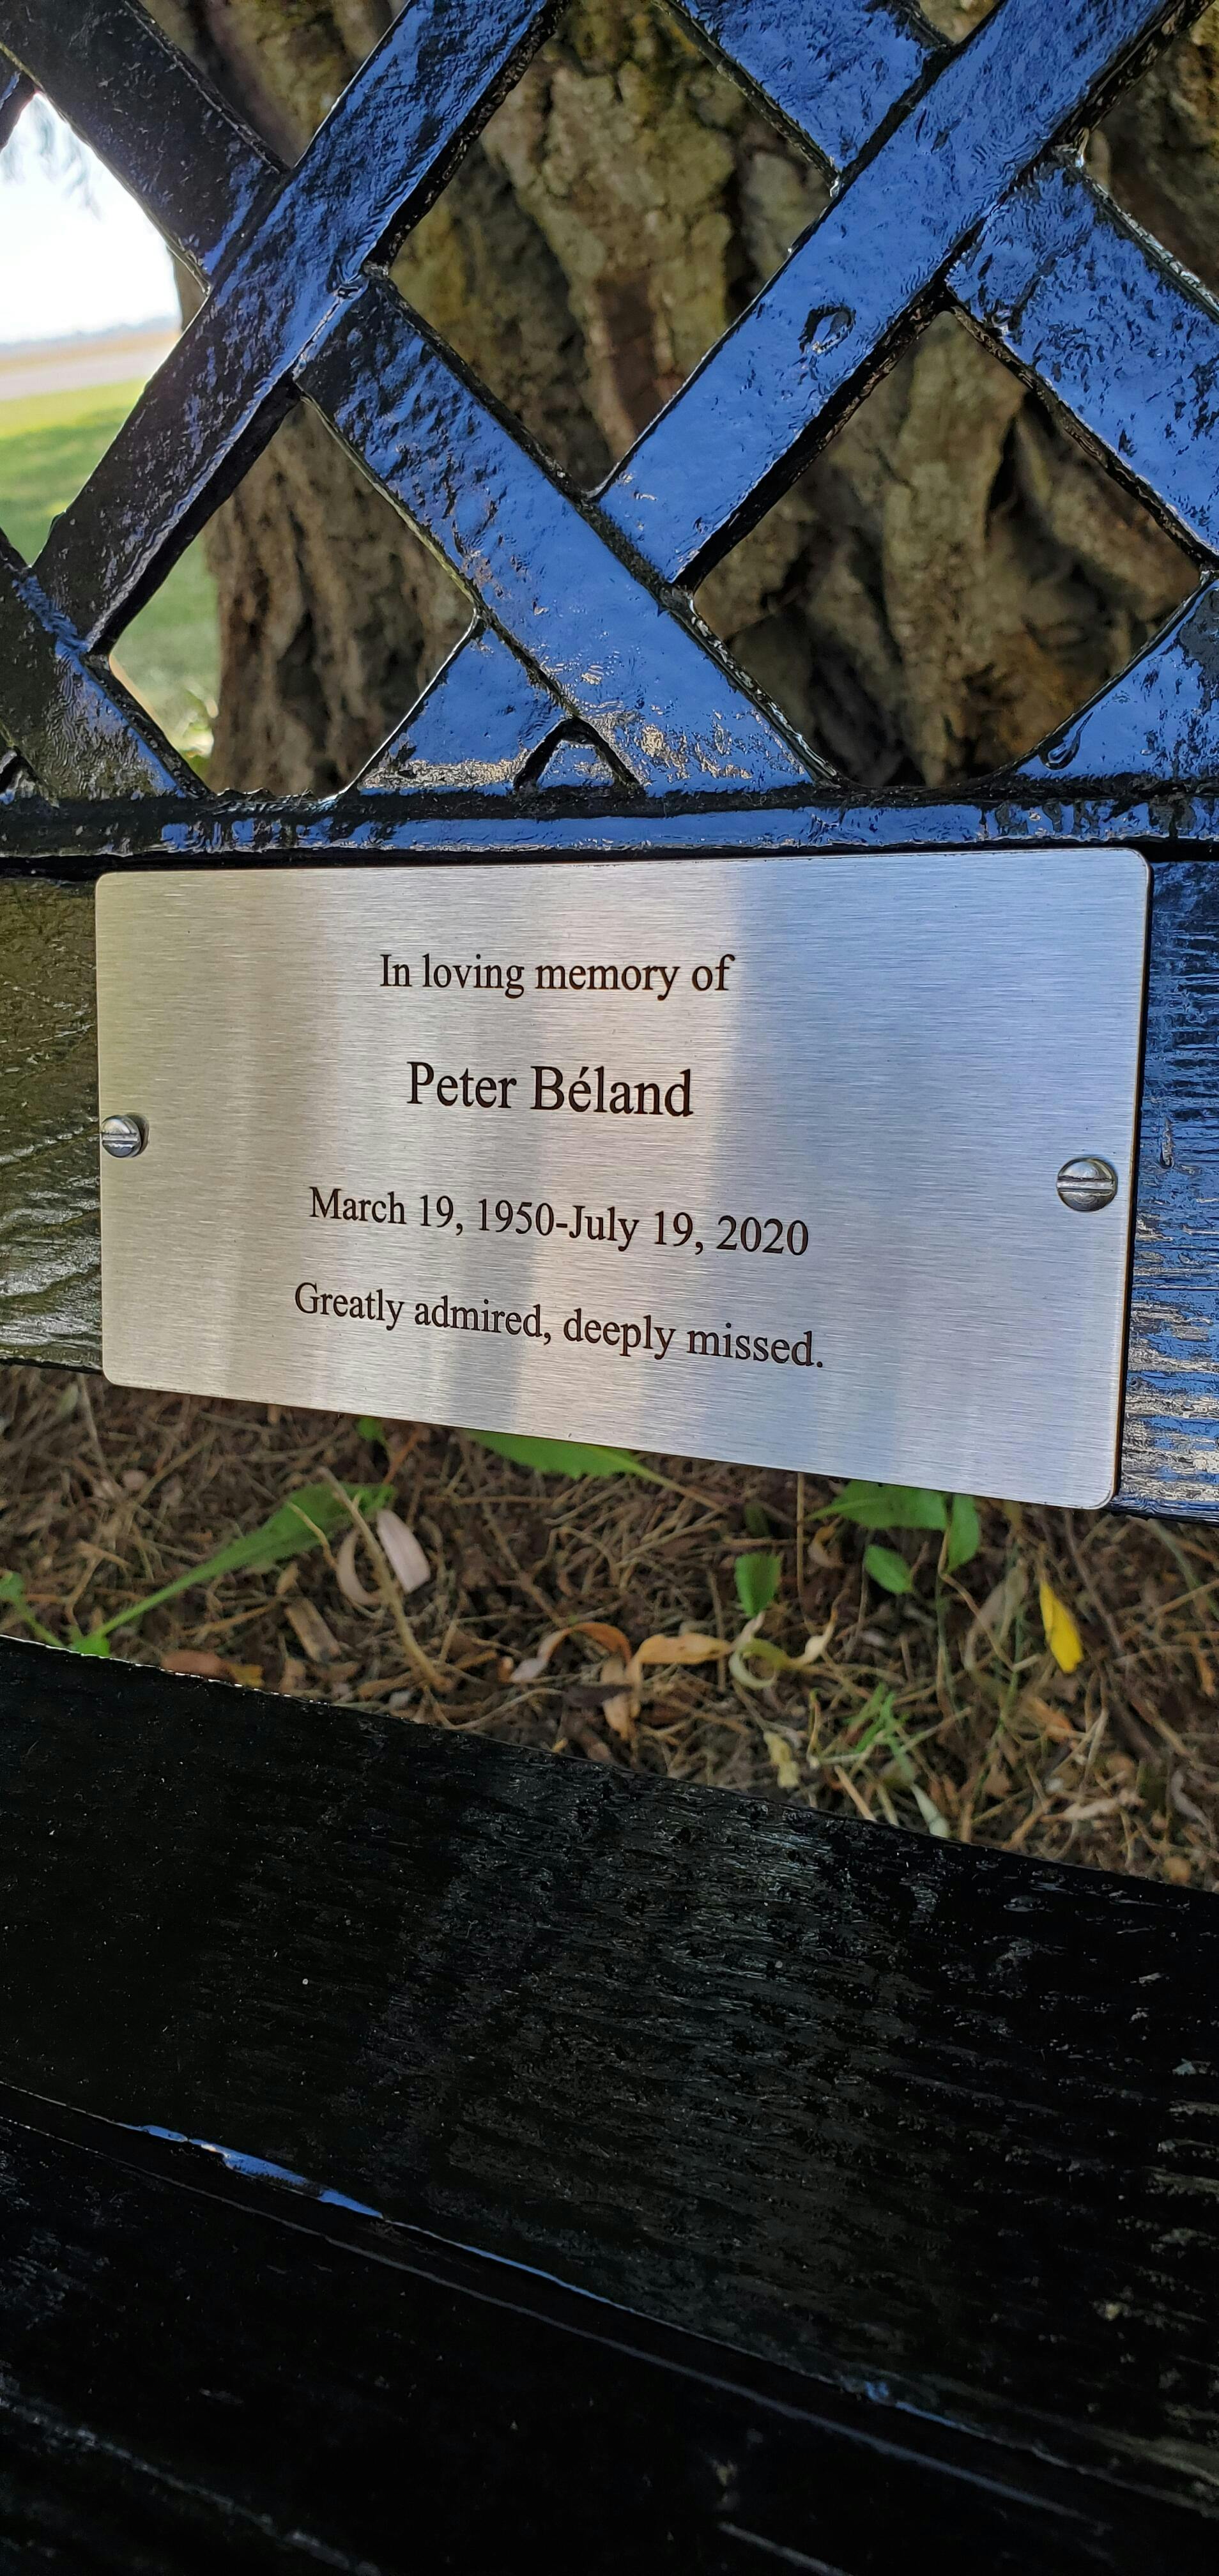 In loving memory of
Peter Béland
March 19, 1950-July 19, 2020
Greatly admired, deeply missed.